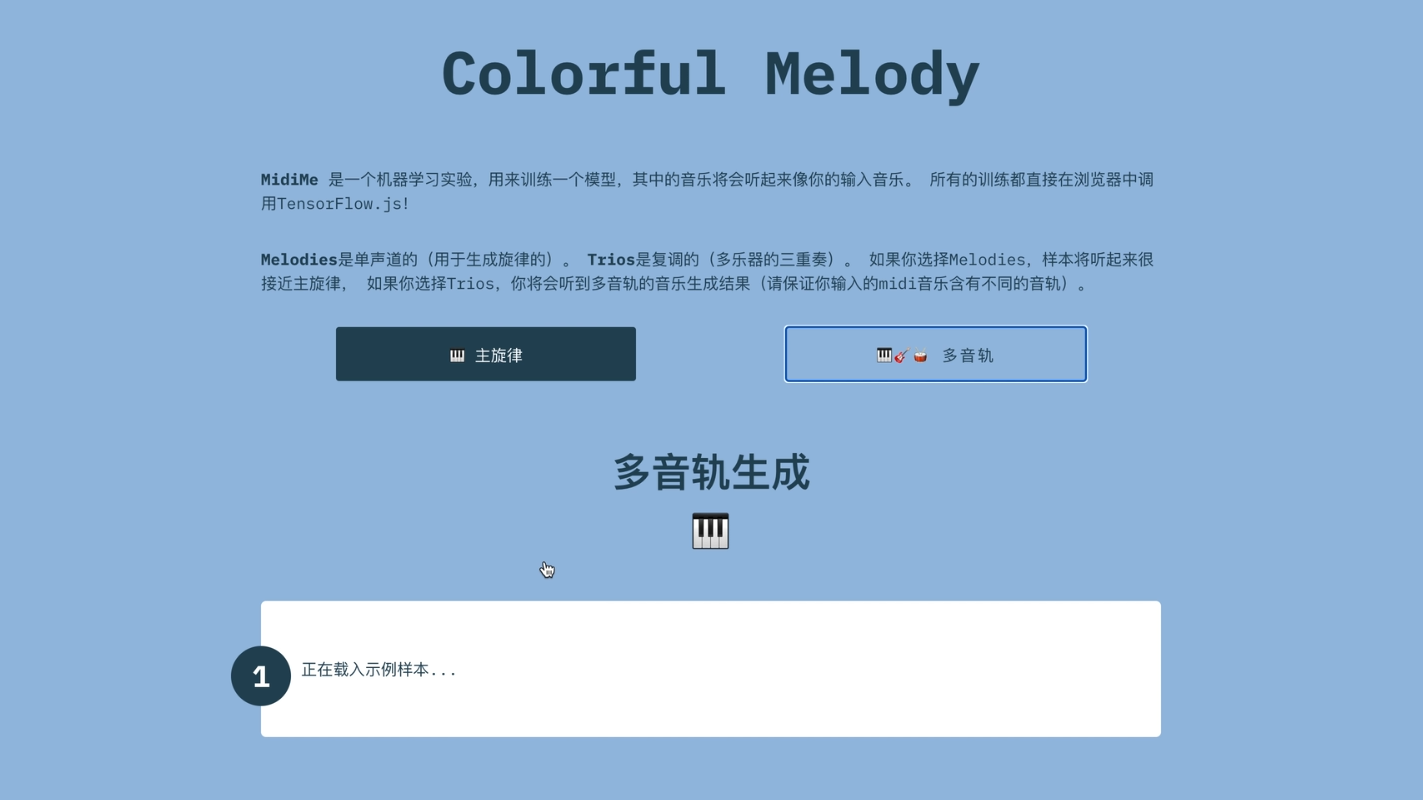 Colorful Melody
MidiMe 是一个机器学习实验，用来训练一个模型，其中的音乐将会听起来像你的输入音乐。 所有的训练都直接在浏览器中调
用TensorFlow.js!
Melodies是单声道的（用于生成旋律的）。 Trios是复调的（多乐器的三重奏）。 如果你选择Melodies，样本将听起来很
接近主旋律， 如果你选择Trios，你将会听到多音轨的音乐生成结果（请保证你输入的midi音乐含有不同的音轨）。
🎹 主旋律
🎹🎸🥁 多音轨
多音轨生成
🎹
1
正在载入示例样本...